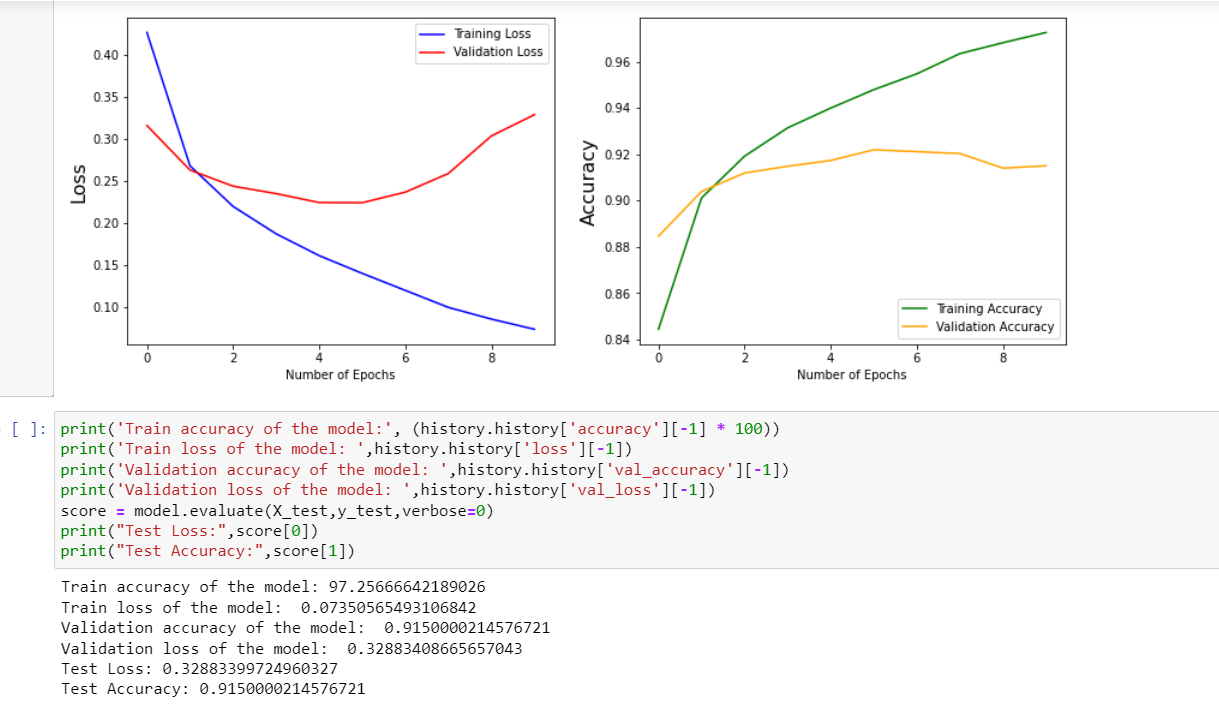 Training Loss
Validation Loss
0.40
0.35
0.30
0.25
0.20
0.15
0.10
Loss
0 2 4 6 8
Number of Epochs
0.96
0.94
0.92
0.90
0.88
0.86
0.84
Accuracy
Training Accuracy
Validation Accuracy
0 2 4 6 8
Number of Epochs
[ ]:
print('Train accuracy of the model:', (history.history['accuracy'][-1] * 100))
print('Train loss of the model: ',history.history['loss'][-1])
print('Validation accuracy of the model: ',history.history['val_accuracy'][-1])
print('Validation loss of the model: ',history.history['val_loss'][-1])
score = model.evaluate(X_test,y_test,verbose=0)
print("Test Loss:",score[0])
print("Test Accuracy:",score[1])
Train accuracy of the model: 97.25666642189026
Train loss of the model:  0.07350565493106842
Validation accuracy of the model:  0.9150000214576721
Validation loss of the model:  0.32883408665657043
Test Loss: 0.32883399724960327
Test Accuracy: 0.9150000214576721